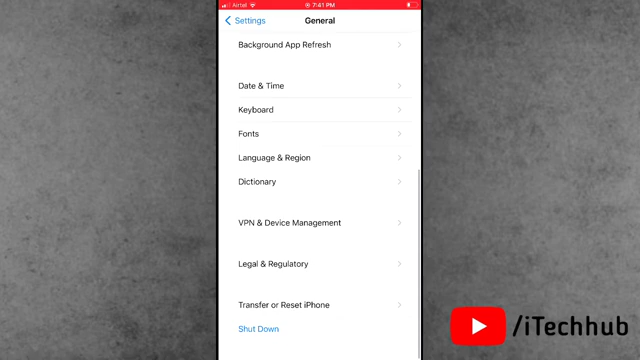 Airtel 7:41 PM
Settings General
Background App Refresh
Date & Time
Keyboard
Fonts
Language & Region
Dictionary
VPN & Device Management
Legal & Regulatory
Transfer or Reset iPhone
Shut Down
/iTechhub